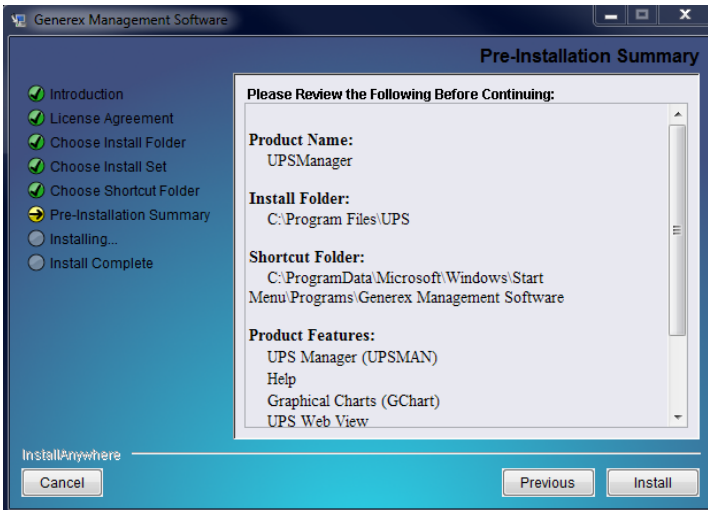 Generex Management Software
Pre-Installation Summary
Introduction
License Agreement
Choose Install Folder
Choose Install Set
Choose Shortcut Folder
Pre-Installation Summary
Installing...
Install Complete
Please Review the Following Before Continuing:
Product Name:
UPSManager
Install Folder:
C:\Program Files\UPS
Shortcut Folder:
C:\ProgramData\Microsoft\Windows\Start
Menu\Programs\Generex Management Software
Product Features:
UPS Manager (UPSMAN)
Help
Graphical Charts (GChart)
UPS Web View
InstallAnywhere
Cancel
Previous
Install